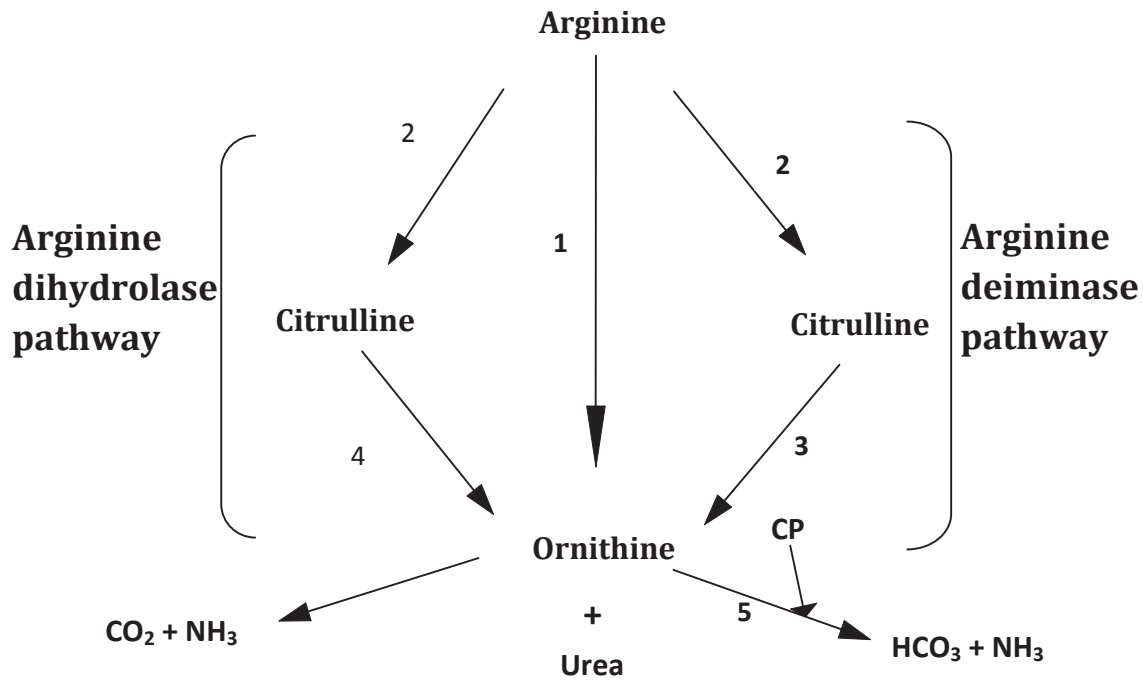 Arginine
2
2
1
Arginine
dihydrolase
pathway
Arginine
deiminase
pathway
Citrulline
Citrulline
4
3
CP
Ornithine
5
+
CO₂ + NH₃
HCO₃ + NH₃
Urea